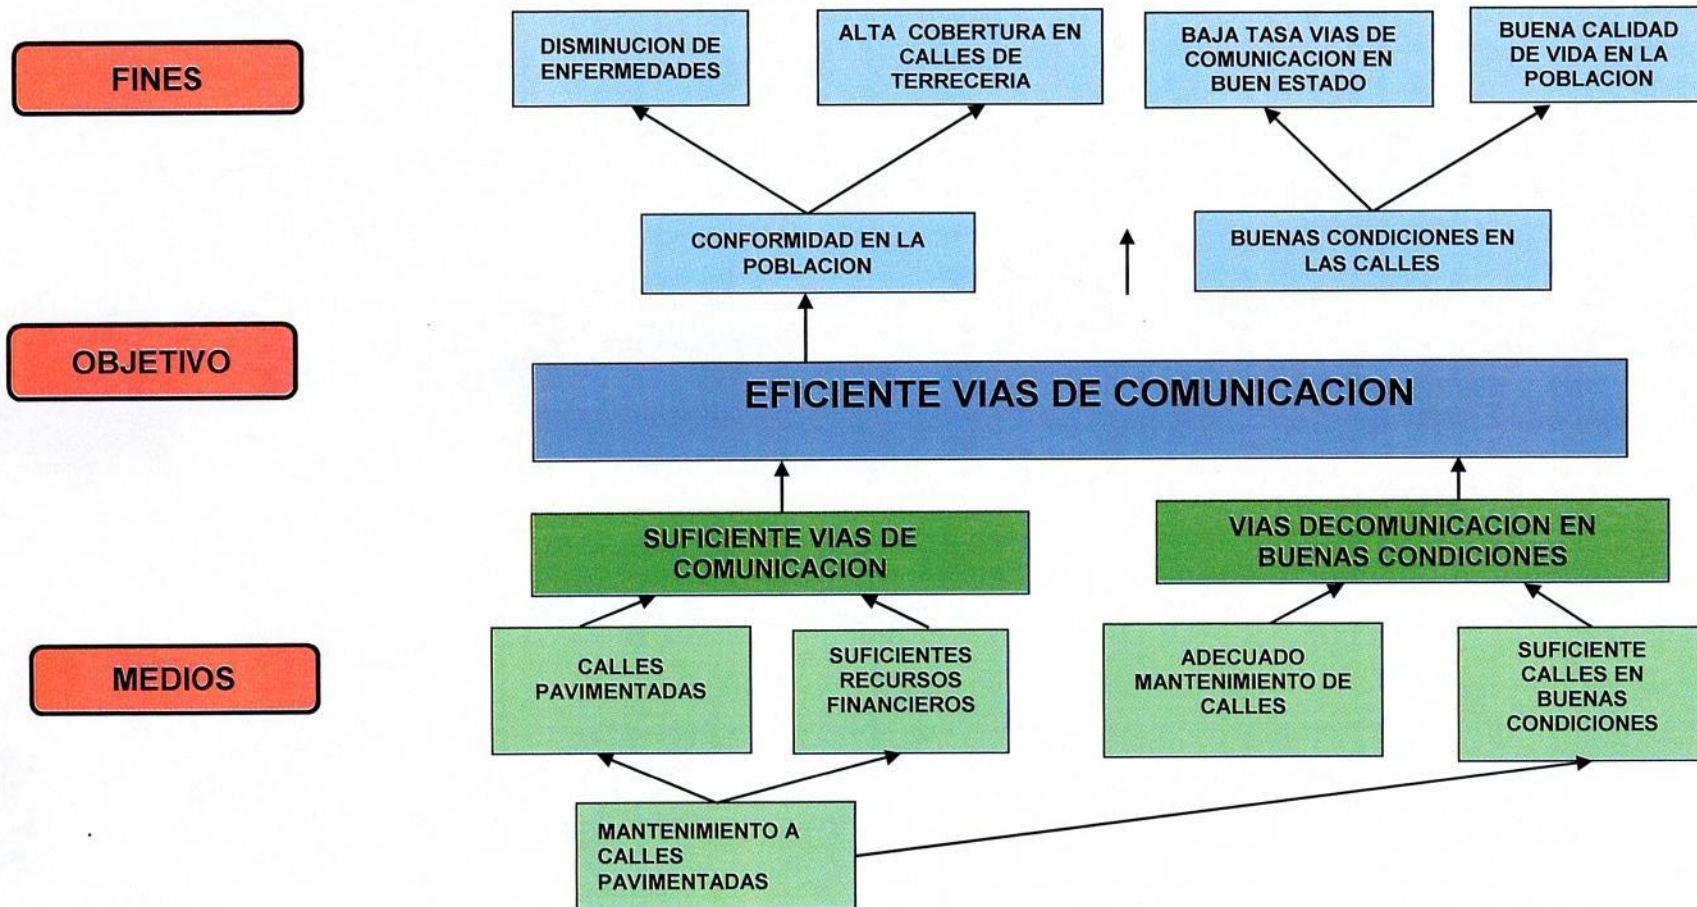 FINES
DISMINUCION DE
ENFERMEDADES
ALTA COBERTURA EN
CALLES DE
TERRECERIA
BAJA TASA VIAS DE
COMUNICACION EN
BUEN ESTADO
BUENA CALIDAD
DE VIDA EN LA
POBLACION
CONFORMIDAD EN LA
POBLACION
BUENAS CONDICIONES EN
LAS CALLES
OBJETIVO
EFICIENTE VIAS DE COMUNICACION
SUFICIENTE VIAS DE
COMUNICACION
VIAS DECOMUNICACION EN
BUENAS CONDICIONES
MEDIOS
CALLES
PAVIMENTADAS
SUFICIENTES
RECURSOS
FINANCIEROS
ADECUADO
MANTENIMIENTO DE
CALLES
SUFICIENTE
CALLES EN
BUENAS
CONDICIONES
MANTENIMIENTO A
CALLES
PAVIMENTADAS